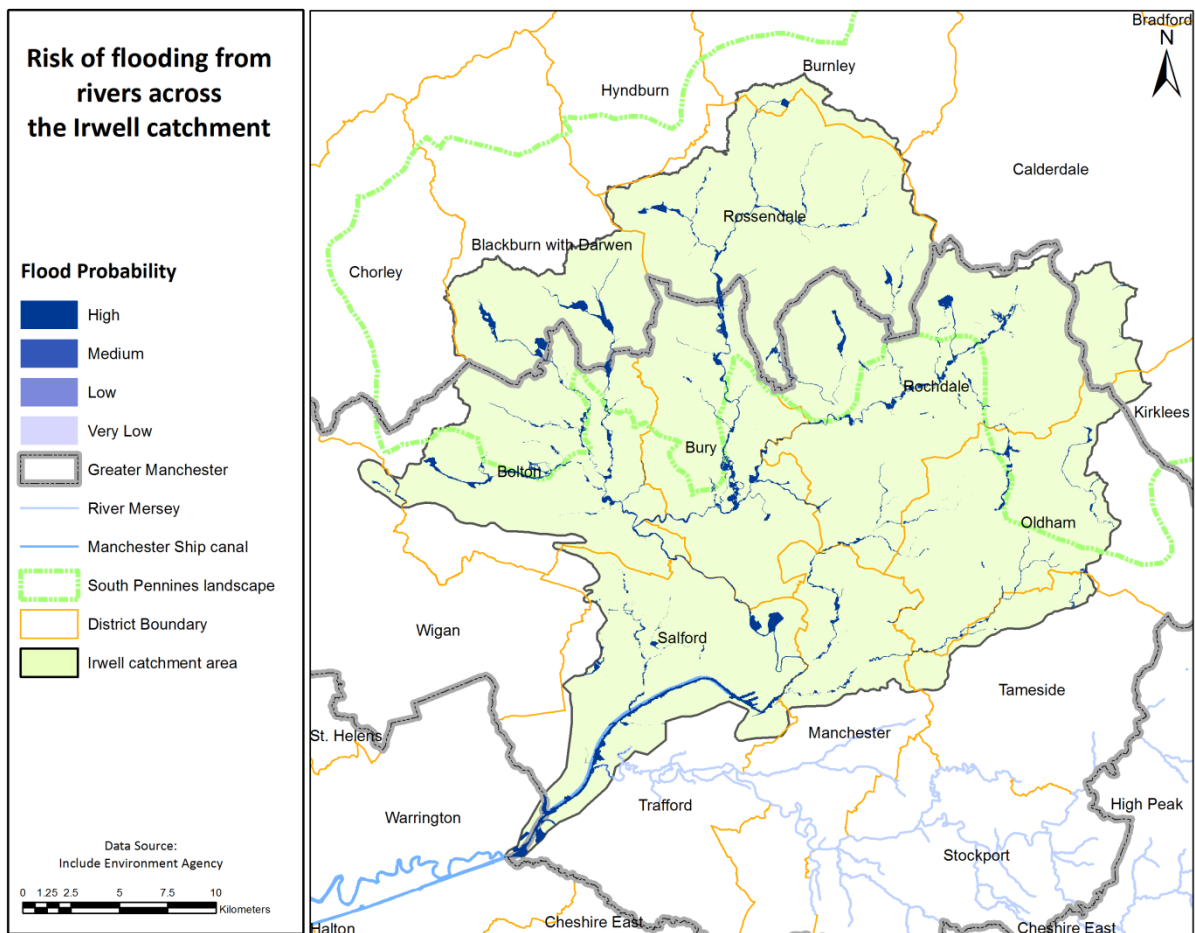 Risk of flooding from
rivers across
the Irwell catchment
Flood Probability
High
Medium
Low
Very Low
Greater Manchester
River Mersey
Manchester Ship canal
South Pennines landscape
District Boundary
Irwell catchment area
Data Source:
Include Environment Agency
0 1.25 2.5 5 7.5 10
Kilometers
Bradford
N
Burnley
Hyndburn
Calderdale
Rossendale
Blackburn with Darwen
Chorley
Rochdale
Kirklees
Bury
Bolton
Oldham
Wigan
Salford
Tameside
St. Helens
Manchester
Trafford
High Peak
Warrington
Stockport
Halton
Cheshire East
Cheshire East